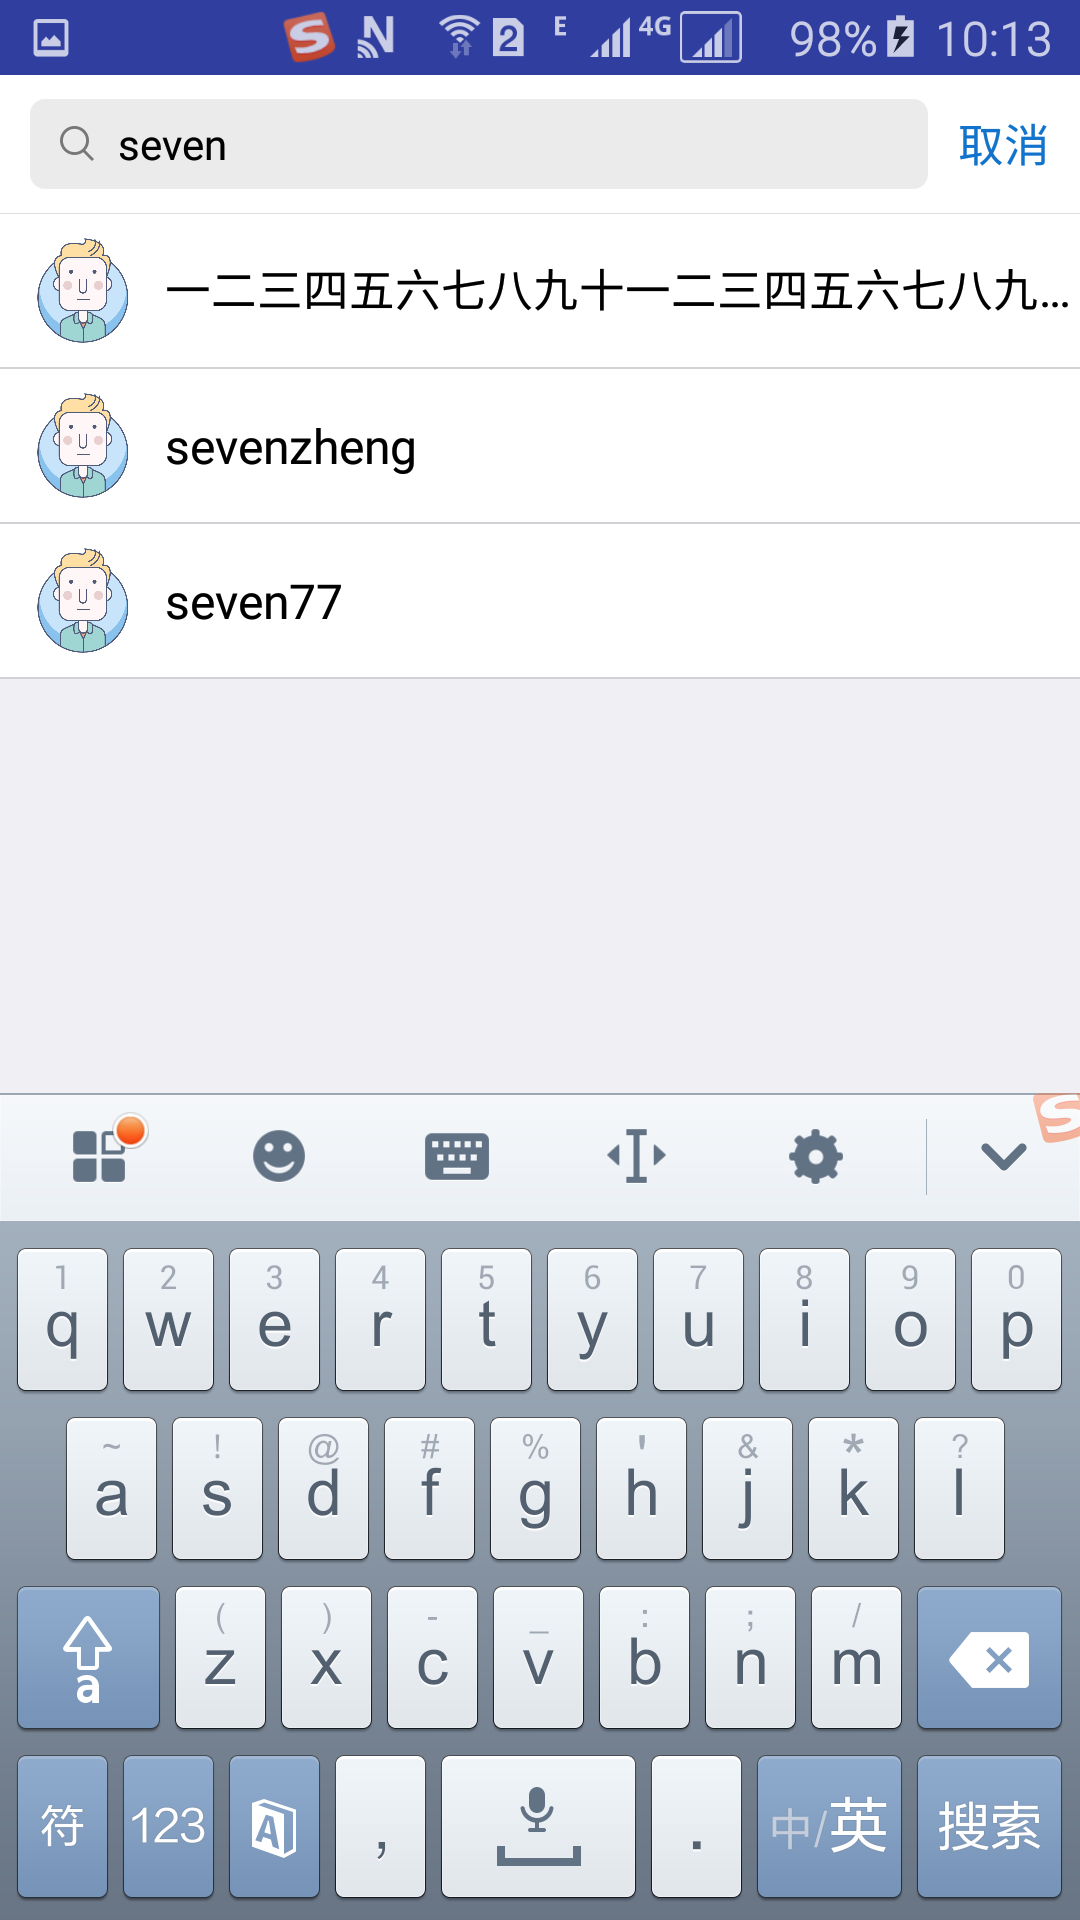 2 E 4G 98% 10:13
seven 取消
一二三四五六七八九十一二三四五六七八九...
sevenzheng
seven77
1 2 3 4 5 6 7 8 9 0
q w e r t y u i o p
~ ! @ # % ' & * ?
a s d f g h j k l
( ) - _ : ; /
z x c v b n m
a
符 123 A , . 中/英 搜索